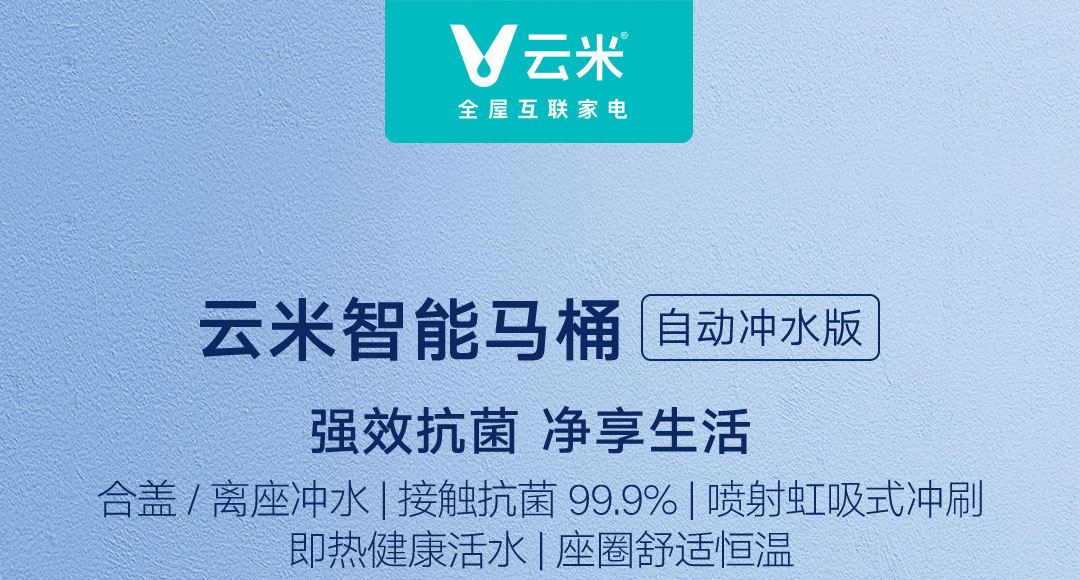 云米®
全屋互联家电
云米智能马桶 自动冲水版
强效抗菌 净享生活
合盖 / 离座冲水 | 接触抗菌 99.9% | 喷射虹吸式冲刷
即热健康活水 | 座圈舒适恒温